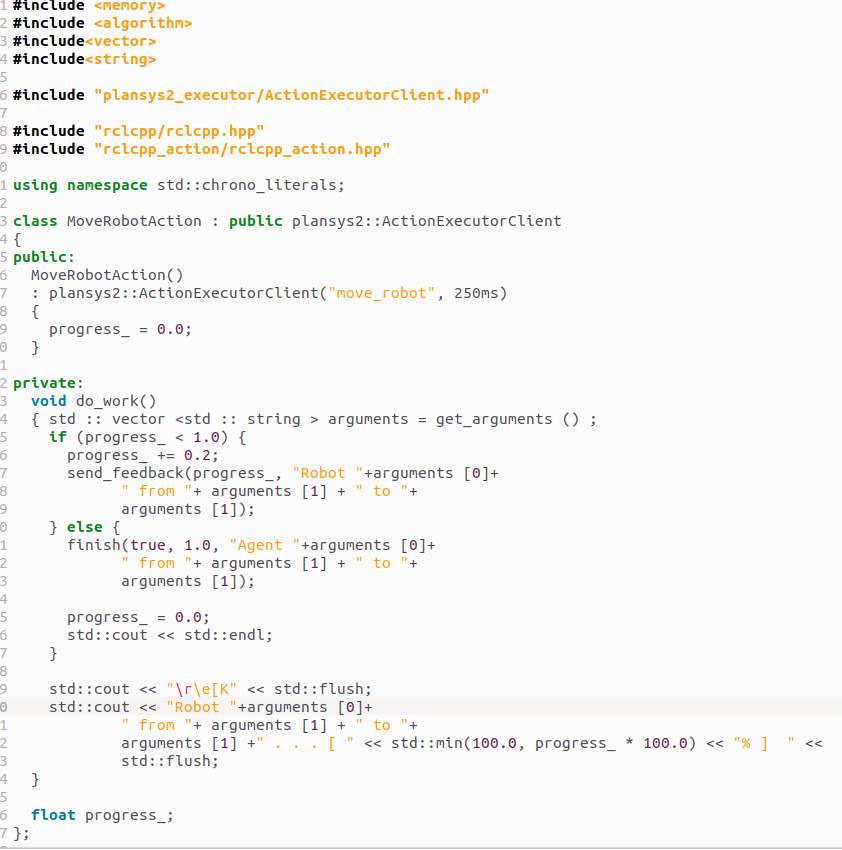 1 #include <memory>
2 #include <algorithm>
3 #include<vector>
4 #include<string>
5
6 #include "plansys2_executor/ActionExecutorClient.hpp"
7
8 #include "rclcpp/rclcpp.hpp"
9 #include "rclcpp_action/rclcpp_action.hpp"
0
1 using namespace std::chrono_literals;
2
3 class MoveRobotAction : public plansys2::ActionExecutorClient
4 {
5 public:
6   MoveRobotAction()
7   : plansys2::ActionExecutorClient("move_robot", 250ms)
8   {
9     progress_ = 0.0;
0   }
1
2 private:
3   void do_work()
4   { std :: vector <std :: string > arguments = get_arguments () ;
5     if (progress_ < 1.0) {
6       progress_ += 0.2;
7       send_feedback(progress_, "Robot "+arguments [0]+
8             " from "+ arguments [1] + " to "+
9             arguments [1]);
0     } else {
1       finish(true, 1.0, "Agent "+arguments [0]+
2             " from "+ arguments [1] + " to "+
3             arguments [1]);
4
5       progress_ = 0.0;
6       std::cout << std::endl;
7     }
8
9     std::cout << "\r\e[K" << std::flush;
0     std::cout << "Robot "+arguments [0]+
1             " from "+ arguments [1] + " to "+
2             arguments [1] +" . . . [ " << std::min(100.0, progress_ * 100.0) << "% ]  " <<
3             std::flush;
4   }
5
6   float progress_;
7 };